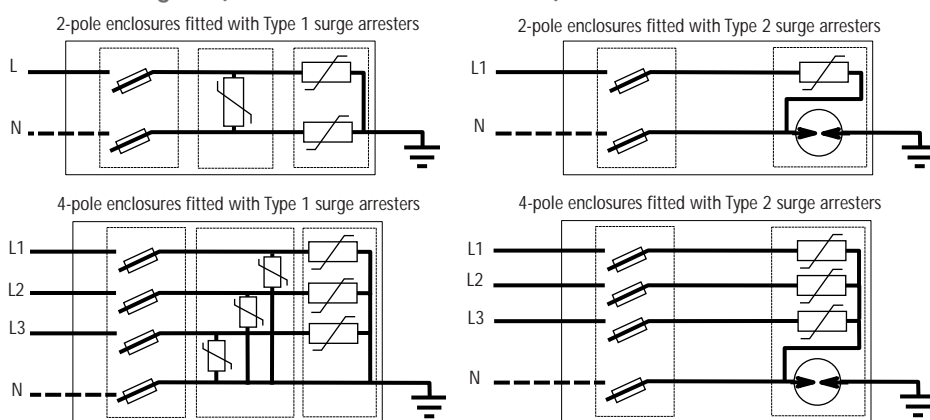 2-pole enclosures fitted with Type 1 surge arresters
L
N
2-pole enclosures fitted with Type 2 surge arresters
L1
N
4-pole enclosures fitted with Type 1 surge arresters
L1
L2
L3
N
4-pole enclosures fitted with Type 2 surge arresters
L1
L2
L3
N